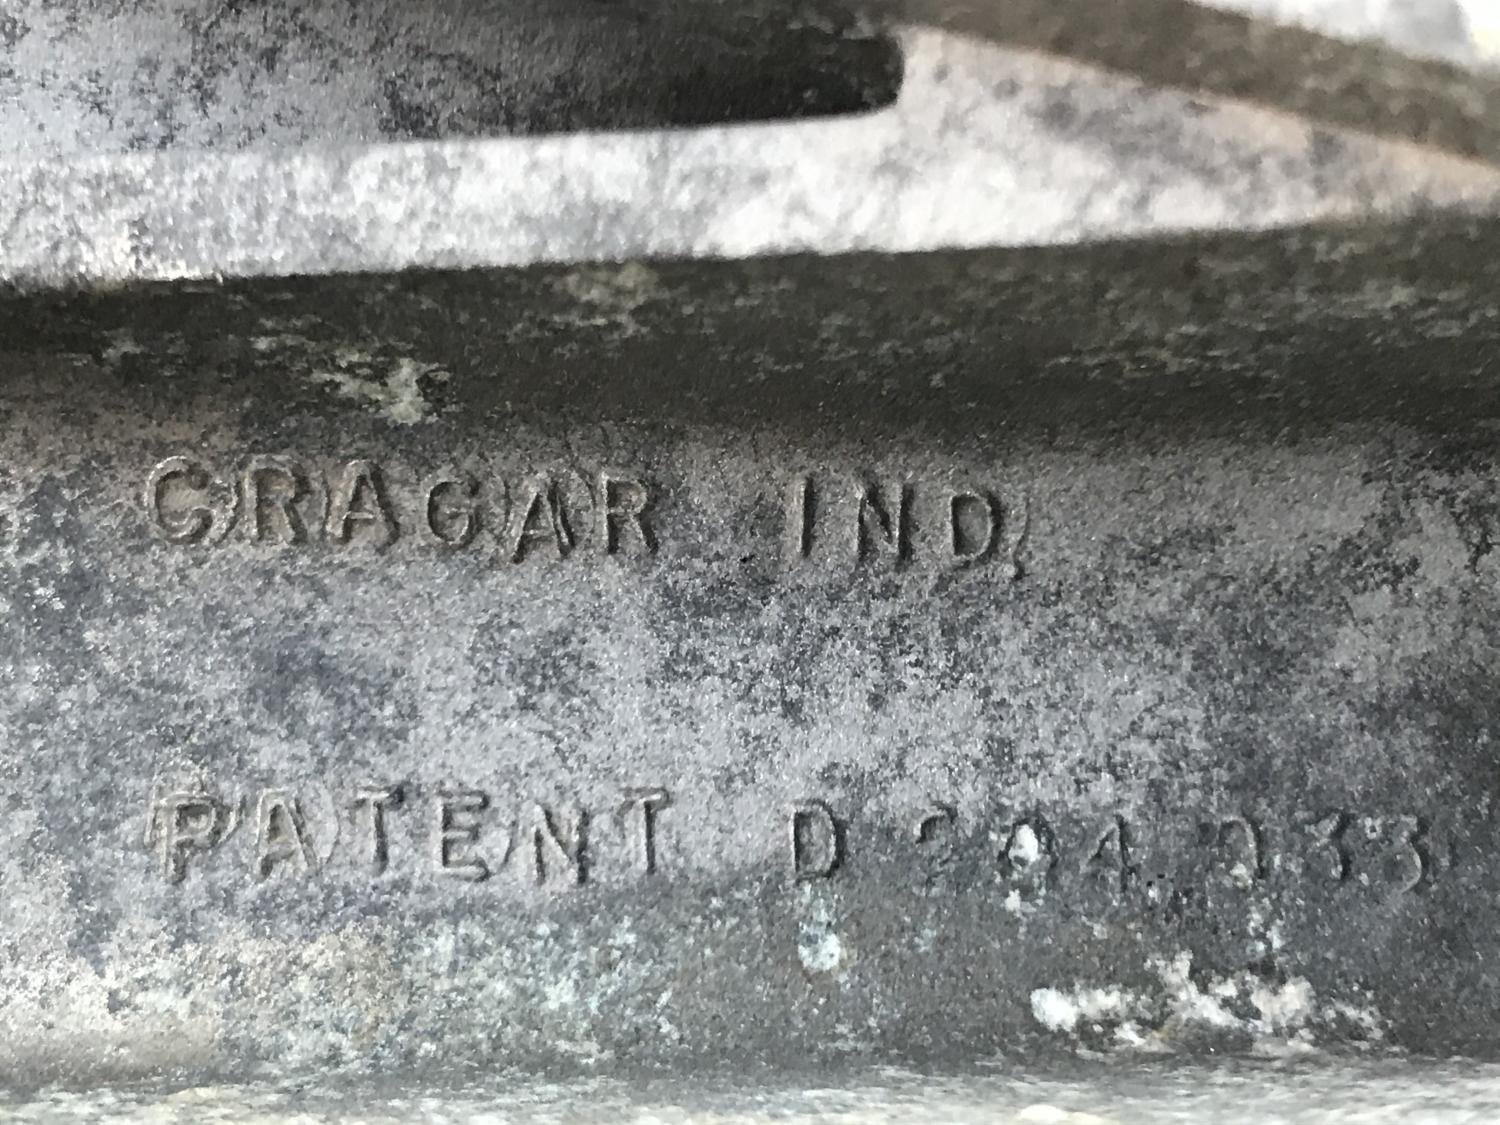 CRAGAR IND.
PATENT D 204,033